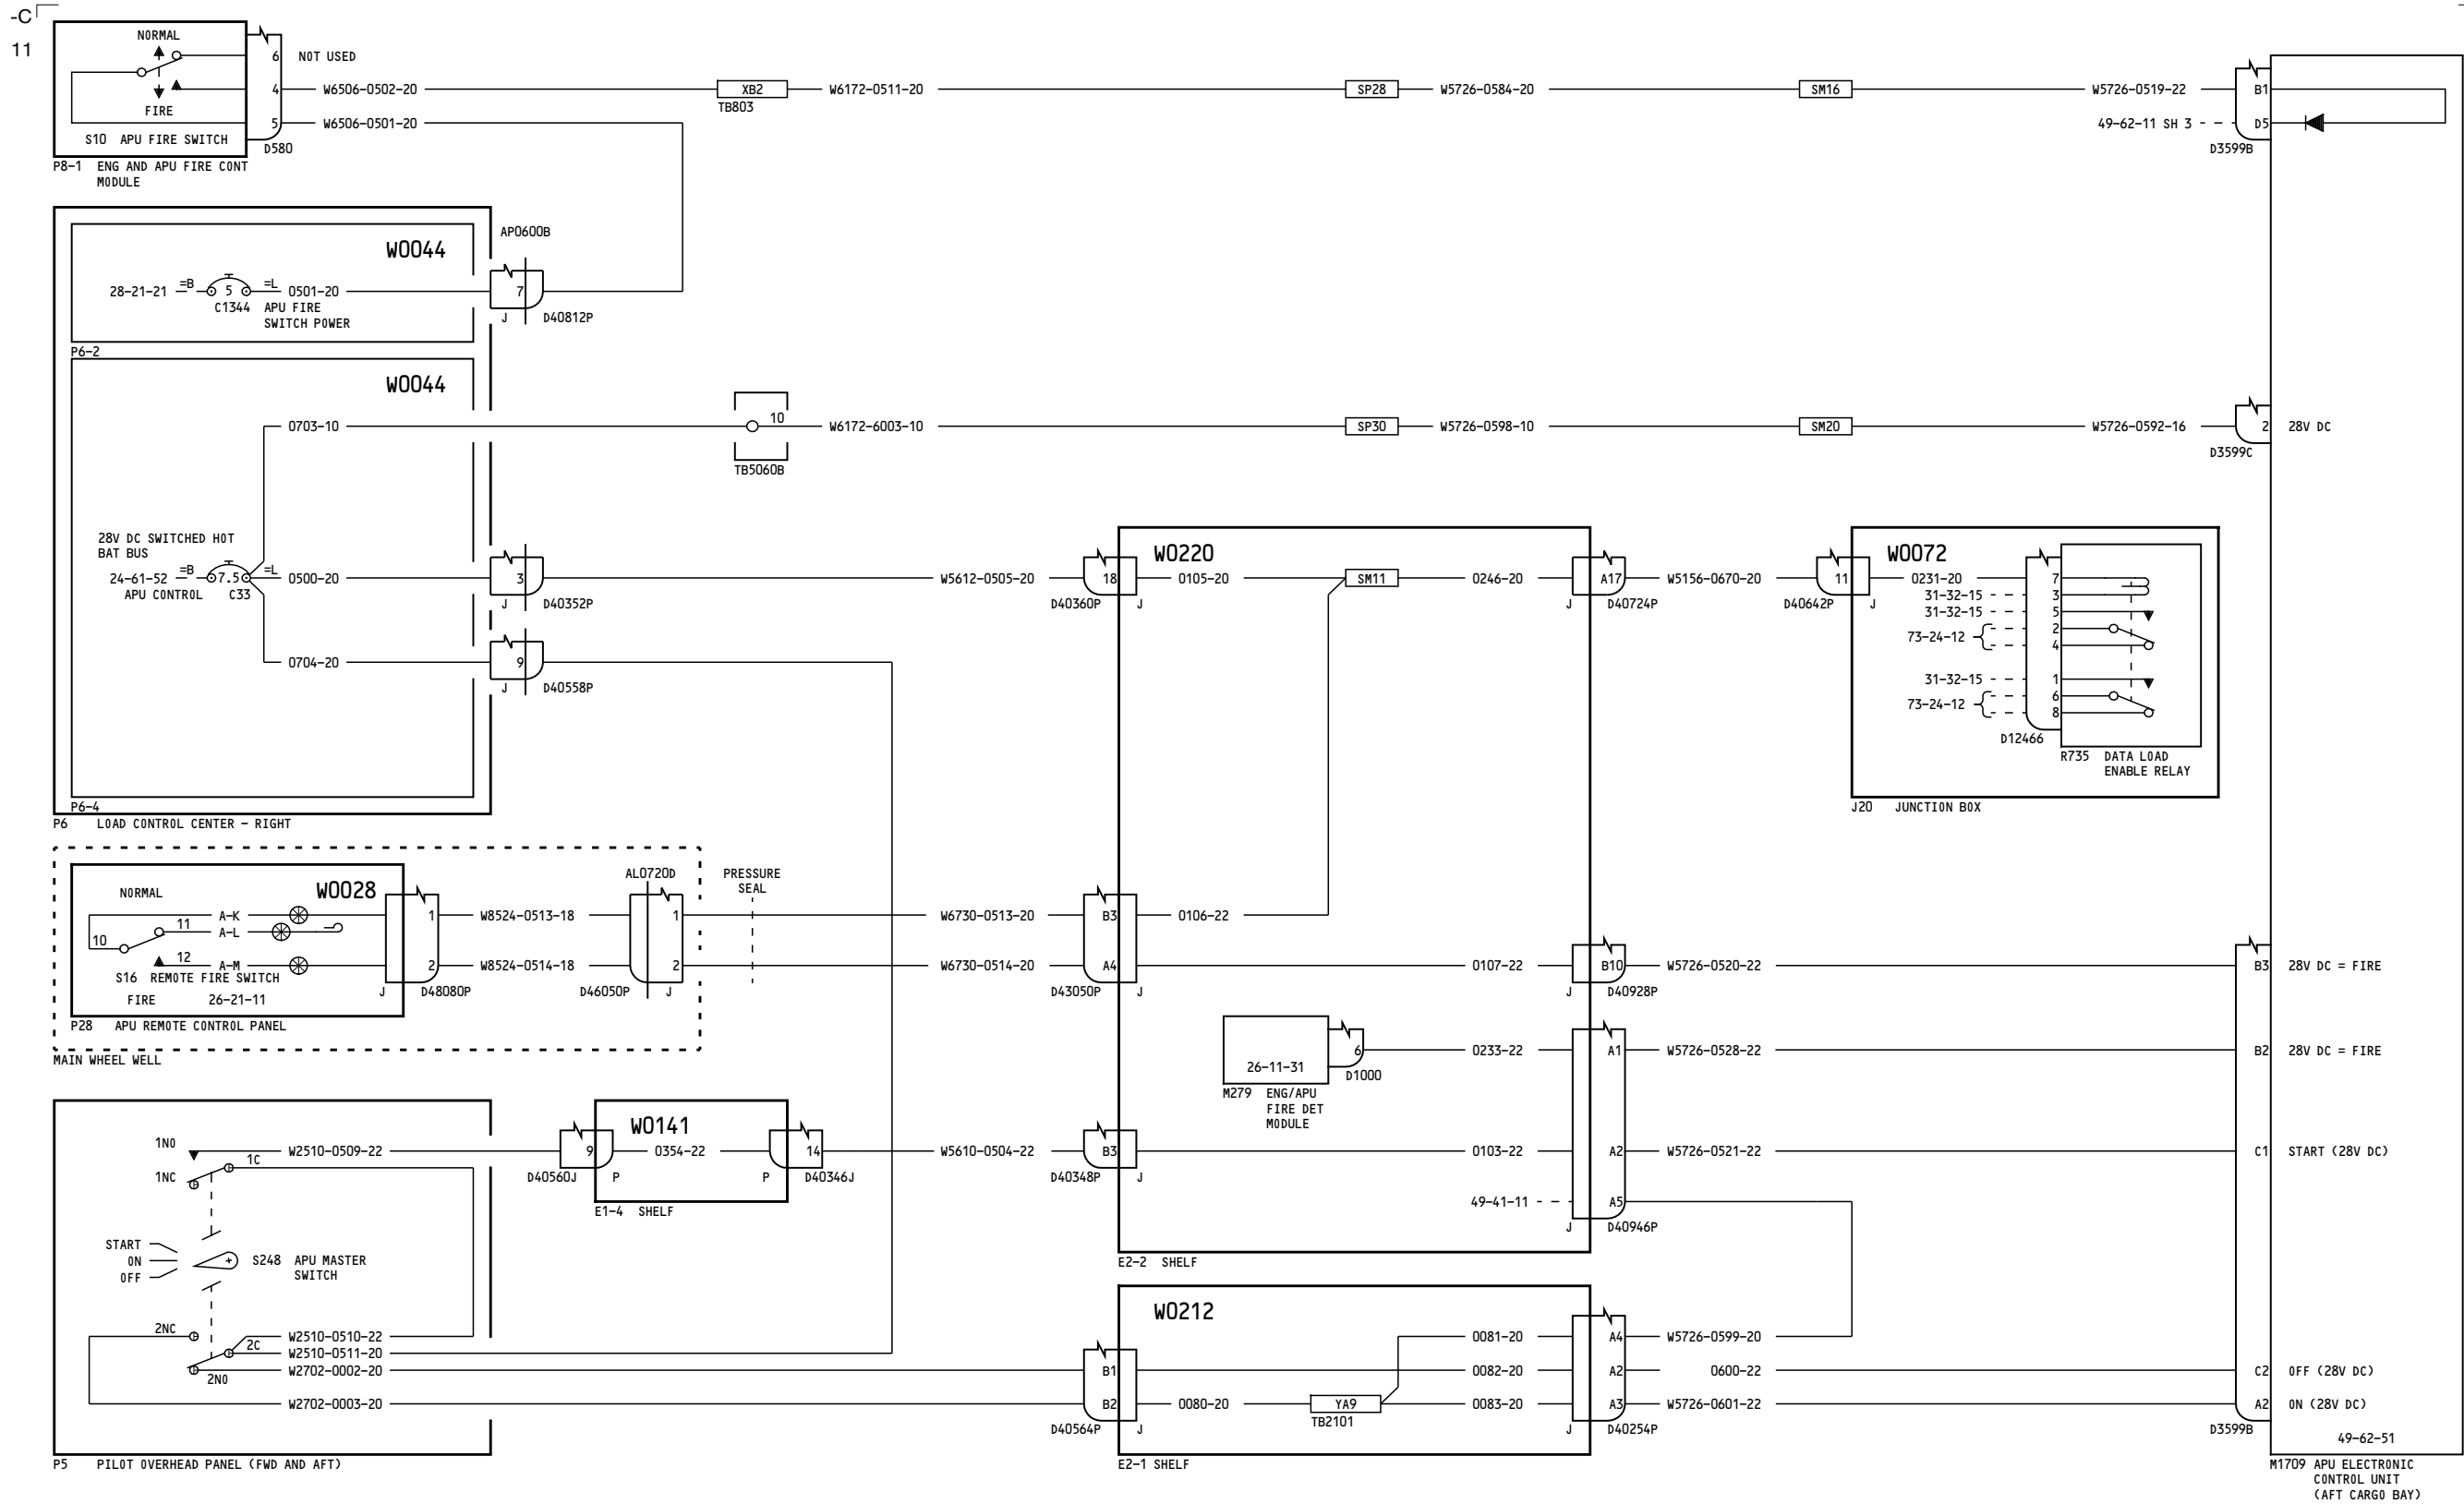 -C
11
NORMAL
FIRE
S10 APU FIRE SWITCH
P8-1 ENG AND APU FIRE CONT
MODULE
6 NOT USED
4 W6506-0502-20
5 W6506-0501-20
D580
XB2
TB803
W6172-0511-20
SP28
W5726-0584-20
SM16
W5726-0519-22
B1
49-62-11 SH 3
D5
D3599B
W0044
AP0600B
28-21-21 =B 5 =L 0501-20
C1344 APU FIRE
SWITCH POWER
7
J D40812P
P6-2
W0044
0703-10
10
TB5060B
W6172-6003-10
SP30
W5726-0598-10
SM20
W5726-0592-16
2 28V DC
D3599C
28V DC SWITCHED HOT
BAT BUS
24-61-52 =B 7.5 =L 0500-20
APU CONTROL C33
3
J D40352P
W5612-0505-20
18
D40360P J
W0220
0105-20
SM11
0246-20
A17
J D40724P
W5156-0670-20
11
D40642P J
W0072
0231-20
7
31-32-15 3
31-32-15 5
73-24-12 2
4
31-32-15 1
73-24-12 6
8
D12466
R735 DATA LOAD
ENABLE RELAY
J20 JUNCTION BOX
0704-20
9
J D40558P
P6-4
P6 LOAD CONTROL CENTER - RIGHT
NORMAL
W0028
10
11
12
A-K
A-L
A-M
S16 REMOTE FIRE SWITCH
FIRE 26-21-11
P28 APU REMOTE CONTROL PANEL
MAIN WHEEL WELL
1
2
J D48080P
W8524-0513-18
W8524-0514-18
AL0720D
1
2
D46050P J
PRESSURE
SEAL
W6730-0513-20
W6730-0514-20
B3
A4
D43050P J
0106-22
0107-22
B10
J D40928P
W5726-0520-22
B3 28V DC = FIRE
26-11-31
M279 ENG/APU
FIRE DET
MODULE
6
D1000
0233-22
A1
W5726-0528-22
B2 28V DC = FIRE
1NO
1NC
1C
W2510-0509-22
9
D40560J P
W0141
0354-22
14
P D40346J
E1-4 SHELF
W5610-0504-22
B3
D40348P J
0103-22
A2
W5726-0521-22
C1 START (28V DC)
49-41-11
A5
J D40946P
E2-2 SHELF
START
ON
OFF
S248 APU MASTER
SWITCH
2NC
2C
2NO
W2510-0510-22
W2510-0511-20
W2702-0002-20
W2702-0003-20
P5 PILOT OVERHEAD PANEL (FWD AND AFT)
B1
B2
D40564P J
W0212
0080-20
YA9
TB2101
0081-20
0082-20
0083-20
A4
A2
A3
J D40254P
E2-1 SHELF
W5726-0599-20
0600-22
W5726-0601-22
C2 OFF (28V DC)
A2 ON (28V DC)
D3599B
49-62-51
M1709 APU ELECTRONIC
CONTROL UNIT
(AFT CARGO BAY)